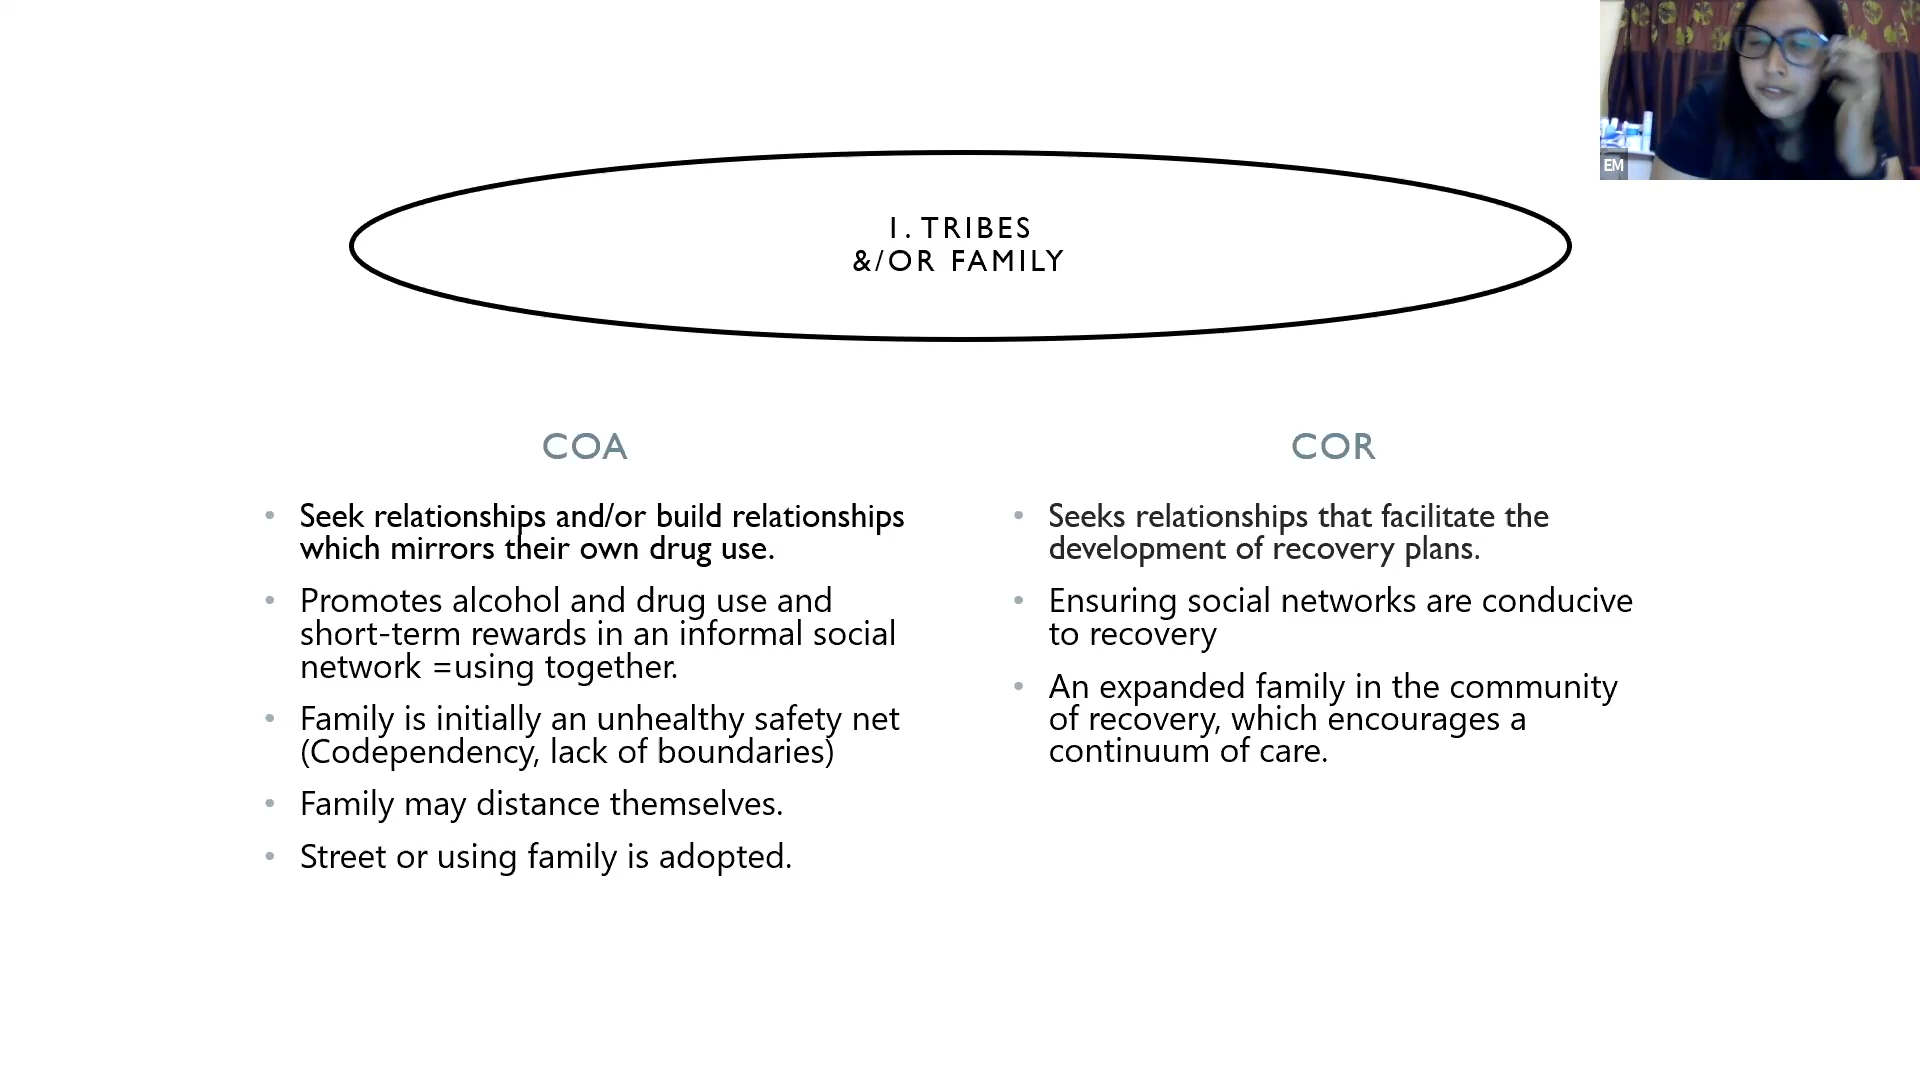 1. TRIBES
&/OR FAMILY
COA
• Seek relationships and/or build relationships
which mirrors their own drug use.
• Promotes alcohol and drug use and
short-term rewards in an informal social
network =using together.
• Family is initially an unhealthy safety net
(Codependency, lack of boundaries)
• Family may distance themselves.
• Street or using family is adopted.
COR
• Seeks relationships that facilitate the
development of recovery plans.
• Ensuring social networks are conducive
to recovery
• An expanded family in the community
of recovery, which encourages a
continuum of care.
EM